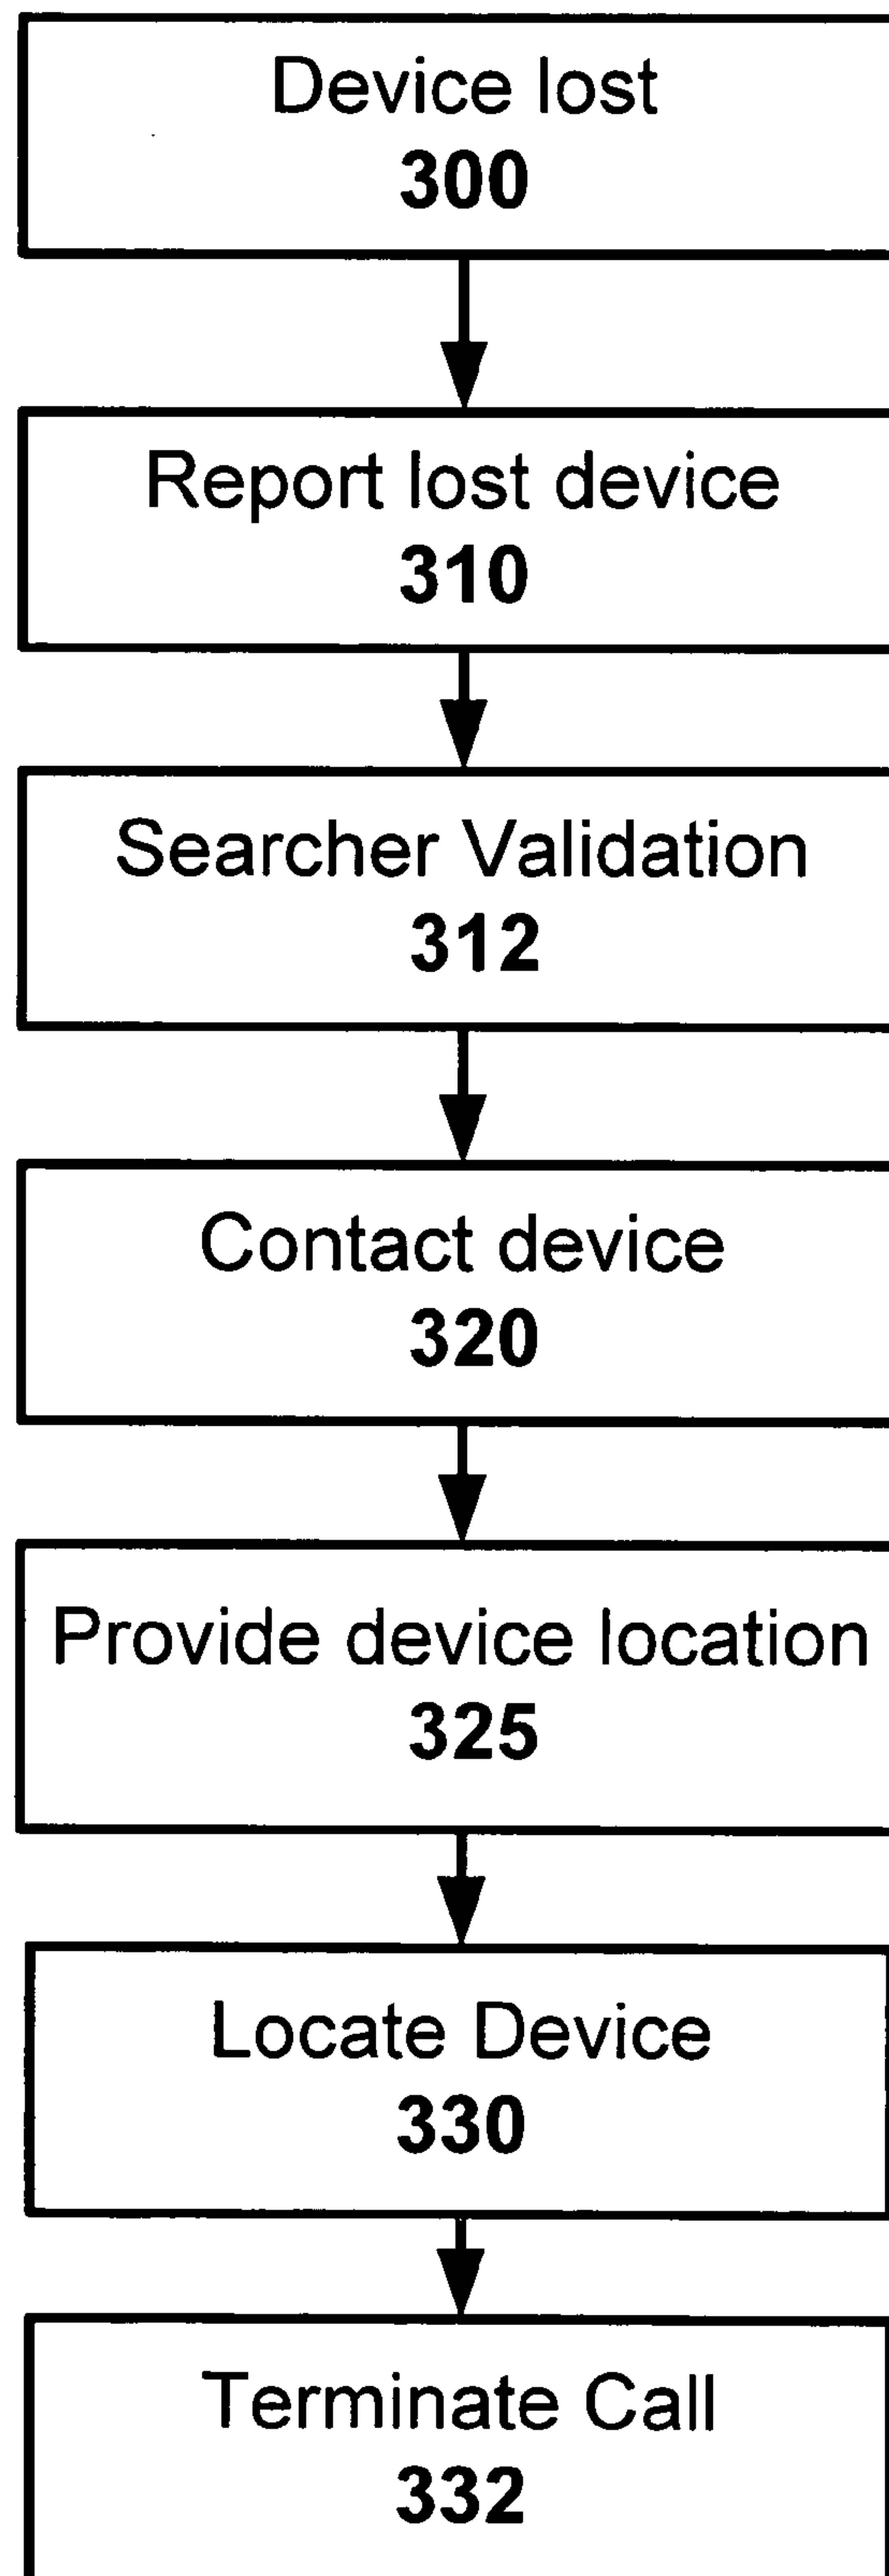 Device lost
300
Report lost device
310
Searcher Validation
312
Contact device
320
Provide device location
325
Locate Device
330
Terminate Call
332